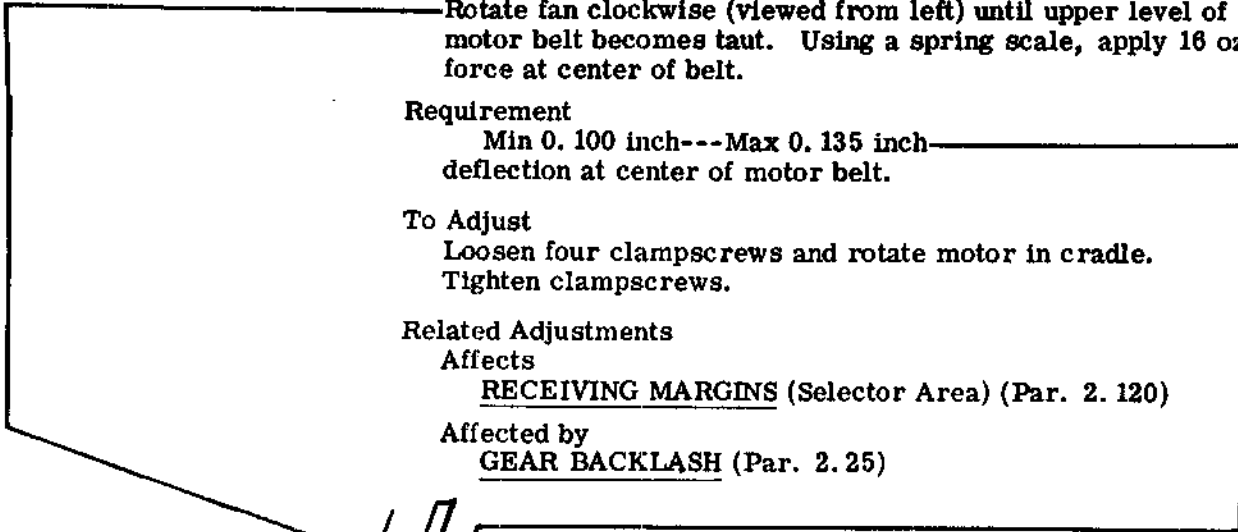 Rotate fan clockwise (viewed from left) until upper level of
motor belt becomes taut. Using a spring scale, apply 16 oz
force at center of belt.
Requirement
Min 0.100 inch---Max 0.135 inch
deflection at center of motor belt.
To Adjust
Loosen four clampscrews and rotate motor in cradle.
Tighten clampscrews.
Related Adjustments
Affects
RECEIVING MARGINS (Selector Area) (Par. 2.120)
Affected by
GEAR BACKLASH (Par. 2.25)